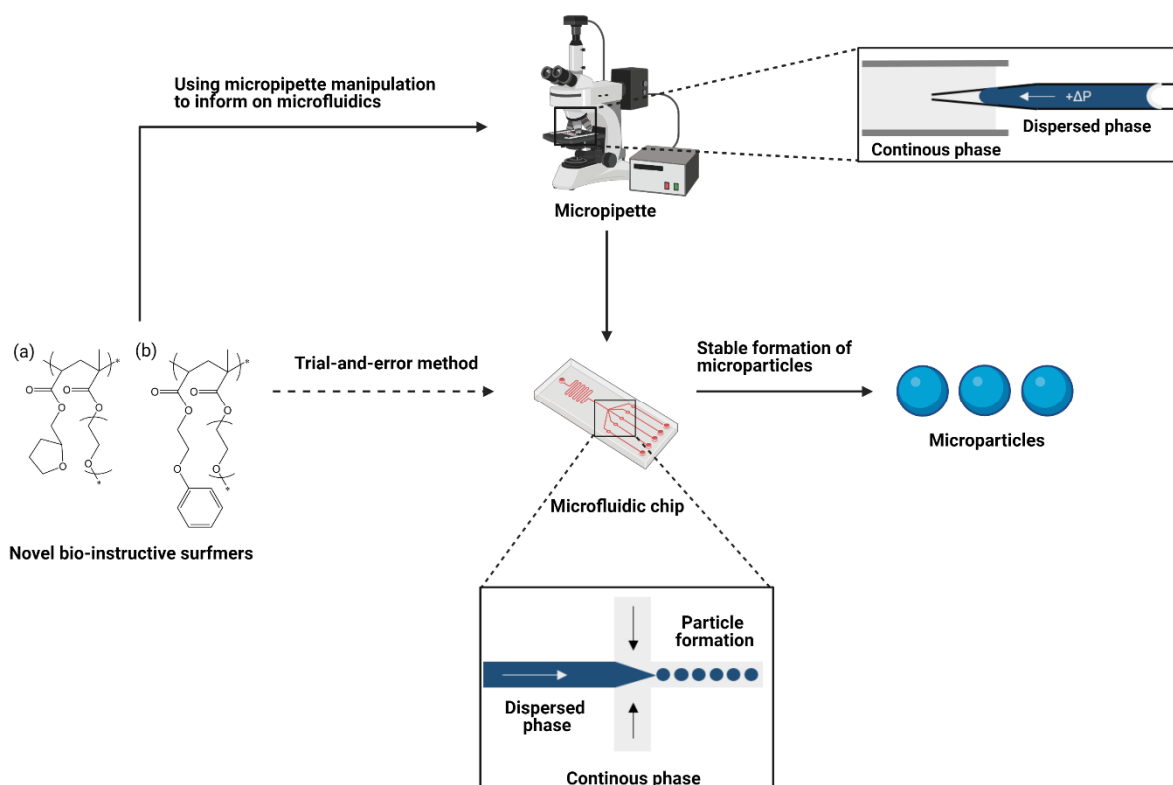 Using micropipette manipulation
to inform on microfluidics
+ΔP
Dispersed phase
Continous phase
Micropipette
(a)
(b)
*
*
O
O
O
O
O
O
O
O
*
O
O
O
*
Trial-and-error method
Stable formation of
microparticles
Microparticles
Microfluidic chip
Novel bio-instructive surfmers
Particle
formation
Dispersed
phase
Continous phase